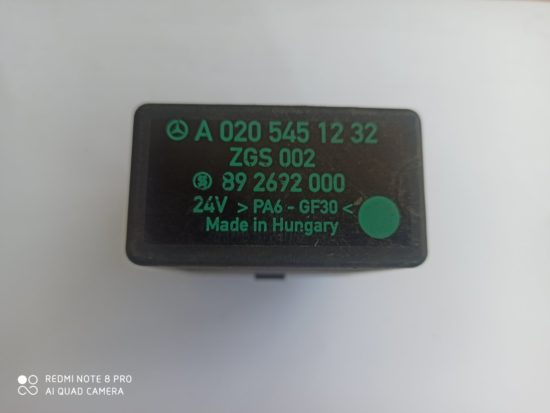 A 020 545 12 32
ZGS 002
89 2692 000
24V > PA6 - GF30 <
Made in Hungary
REDMI NOTE 8 PRO
AI QUAD CAMERA